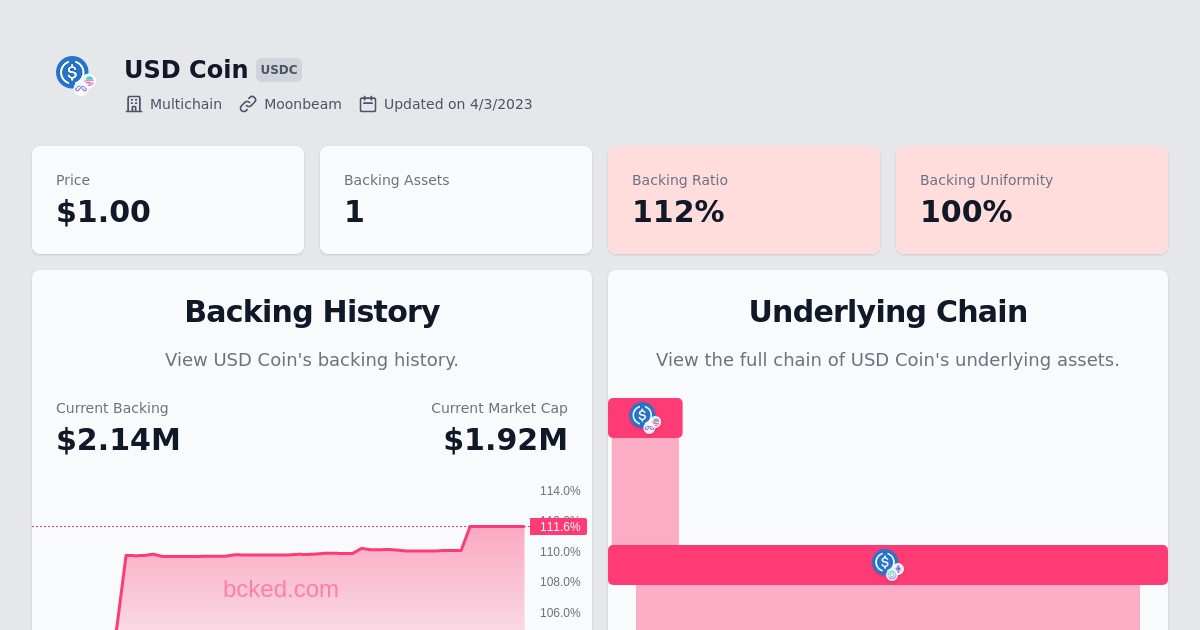 USD Coin USDC
Multichain Moonbeam Updated on 4/3/2023
Price
$1.00
Backing Assets
1
Backing Ratio
112%
Backing Uniformity
100%
Backing History
View USD Coin's backing history.
Current Backing
$2.14M
Current Market Cap
$1.92M
114.0%
111.6%
110.0%
108.0%
106.0%
bcked.com
Underlying Chain
View the full chain of USD Coin's underlying assets.